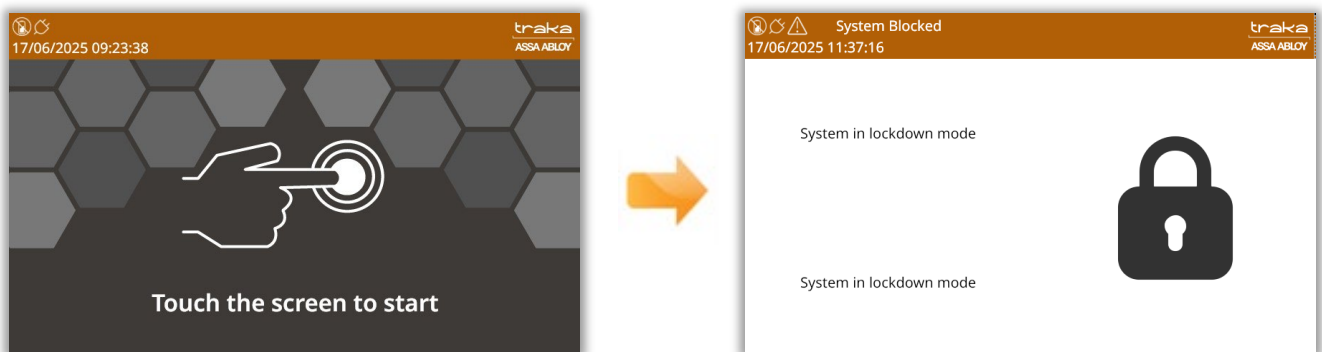 traka
17/06/2025 09:23:38
ASSA ABLOY
Touch the screen to start
System Blocked
traka
17/06/2025 11:37:16
ASSA ABLOY
System in lockdown mode
System in lockdown mode